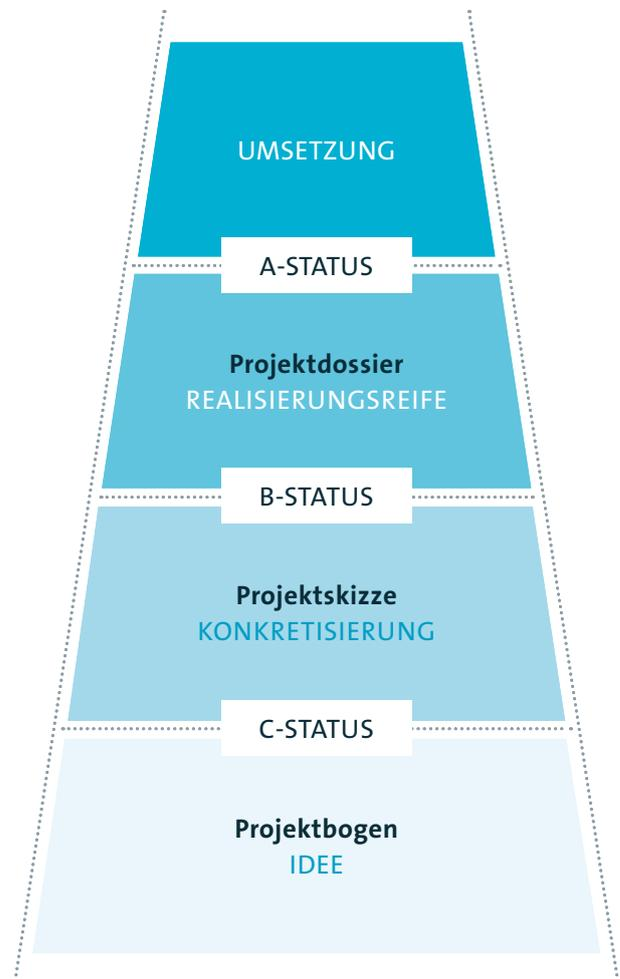 UMSETZUNG
A-STATUS
Projektdossier
REALISIERUNGSREIFE
B-STATUS
Projektskizze
KONKRETISIERUNG
C-STATUS
Projektbogen
IDEE